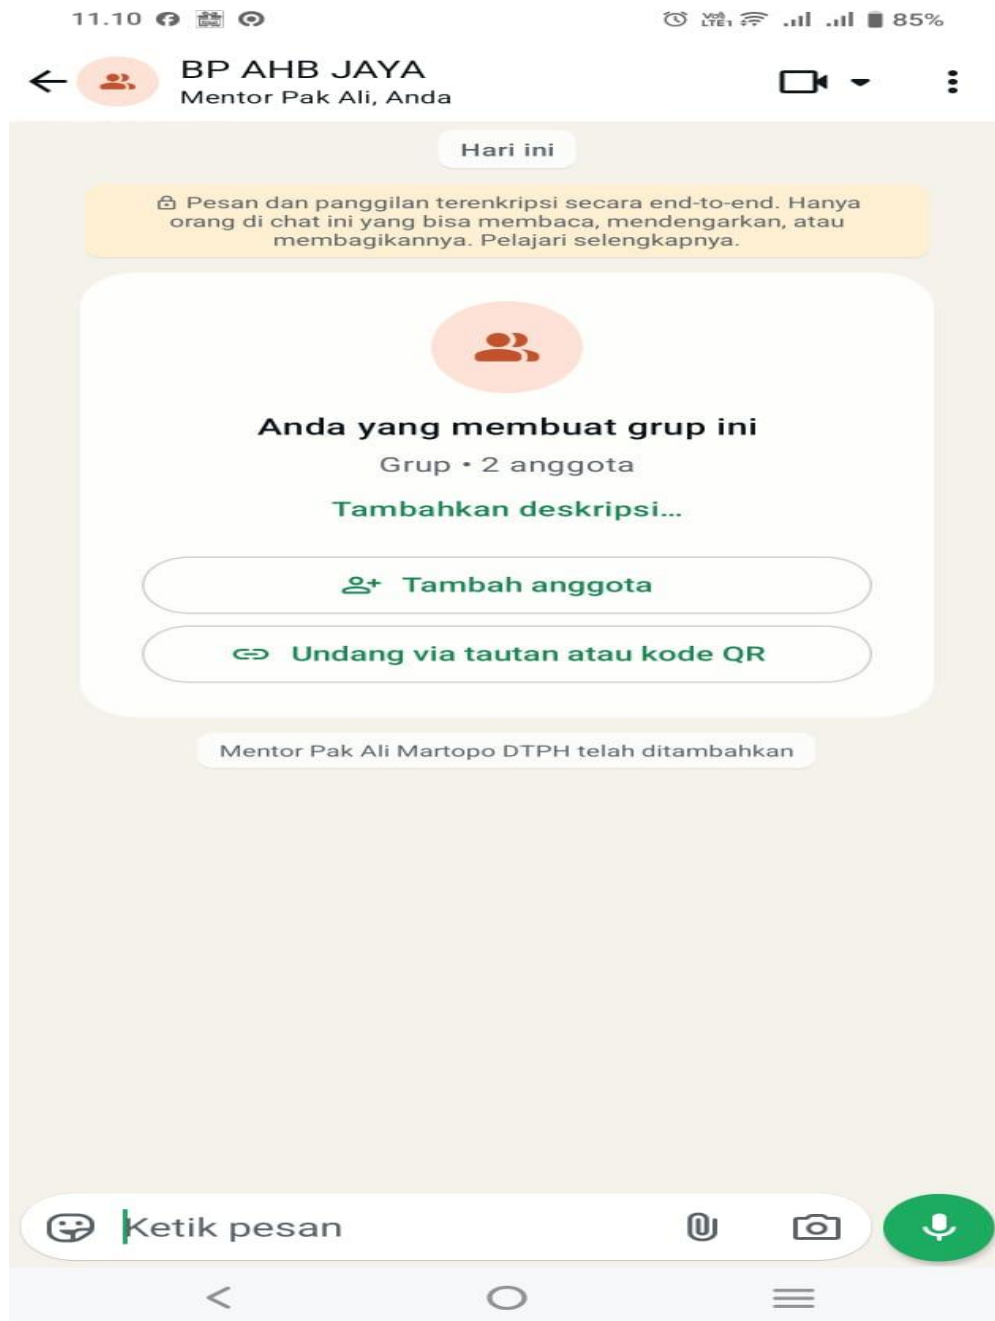 11.10 85%
BP AHB JAYA
Mentor Pak Ali, Anda
Hari ini
Pesan dan panggilan terenkripsi secara end-to-end. Hanya
orang di chat ini yang bisa membaca, mendengarkan, atau
membagikannya. Pelajari selengkapnya.
Anda yang membuat grup ini
Grup • 2 anggota
Tambahkan deskripsi...
Tambah anggota
Undang via tautan atau kode QR
Mentor Pak Ali Martopo DTPH telah ditambahkan
Ketik pesan